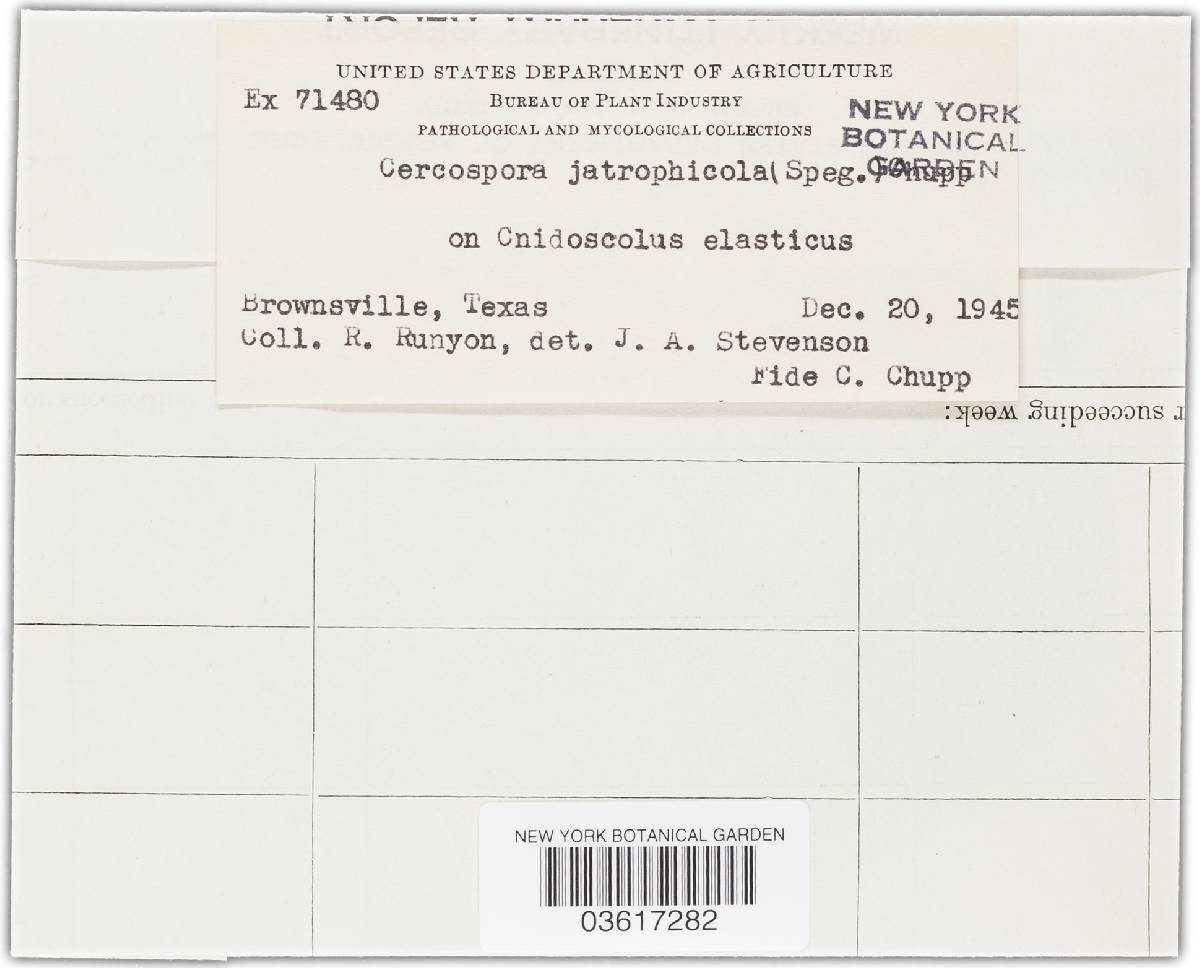 UNITED STATES DEPARTMENT OF AGRICULTURE
Ex 71480
BUREAU OF PLANT INDUSTRY
PATHOLOGICAL AND MYCOLOGICAL COLLECTIONS
NEW YORK
BOTANICAL
GARDEN
Cercospora jatrophicola (Speg.) Chupp
on Cnidoscolus elasticus
Brownsville, Texas Dec. 20, 1945
Coll. R. Runyon, det. J. A. Stevenson
Fide C. Chupp
r succeeding week:
NEW YORK BOTANICAL GARDEN
03617282